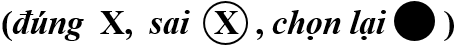 (đúng X, sai Ⓧ, chọn lại ●)